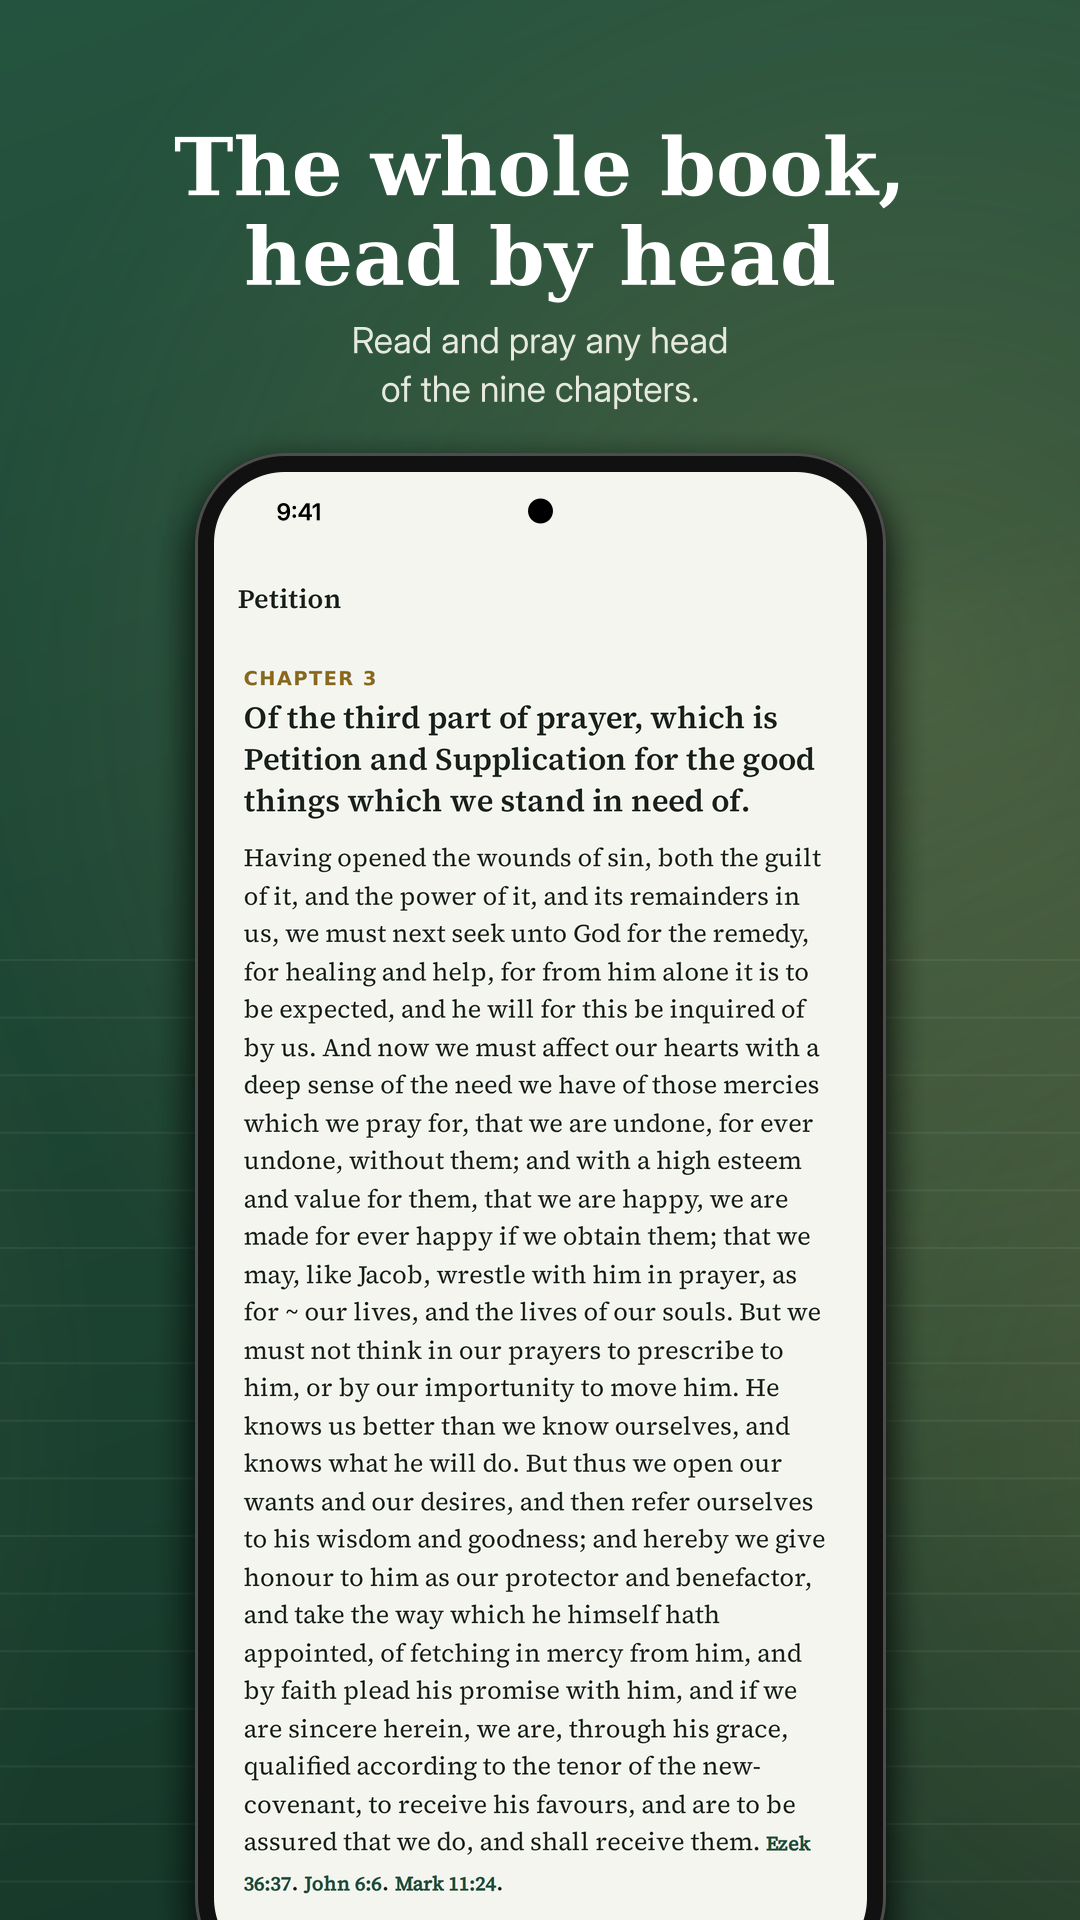 The whole book,
head by head
Read and pray any head
of the nine chapters.
9:41
Petition
CHAPTER 3
Of the third part of prayer, which is
Petition and Supplication for the good
things which we stand in need of.
Having opened the wounds of sin, both the guilt
of it, and the power of it, and its remainders in
us, we must next seek unto God for the remedy,
for healing and help, for from him alone it is to
be expected, and he will for this be inquired of
by us. And now we must affect our hearts with a
deep sense of the need we have of those mercies
which we pray for, that we are undone, for ever
undone, without them; and with a high esteem
and value for them, that we are happy, we are
made for ever happy if we obtain them; that we
may, like Jacob, wrestle with him in prayer, as
for ~ our lives, and the lives of our souls. But we
must not think in our prayers to prescribe to
him, or by our importunity to move him. He
knows us better than we know ourselves, and
knows what he will do. But thus we open our
wants and our desires, and then refer ourselves
to his wisdom and goodness; and hereby we give
honour to him as our protector and benefactor,
and take the way which he himself hath
appointed, of fetching in mercy from him, and
by faith plead his promise with him, and if we
are sincere herein, we are, through his grace,
qualified according to the tenor of the new-
covenant, to receive his favours, and are to be
assured that we do, and shall receive them. Ezek
36:37. John 6:6. Mark 11:24.